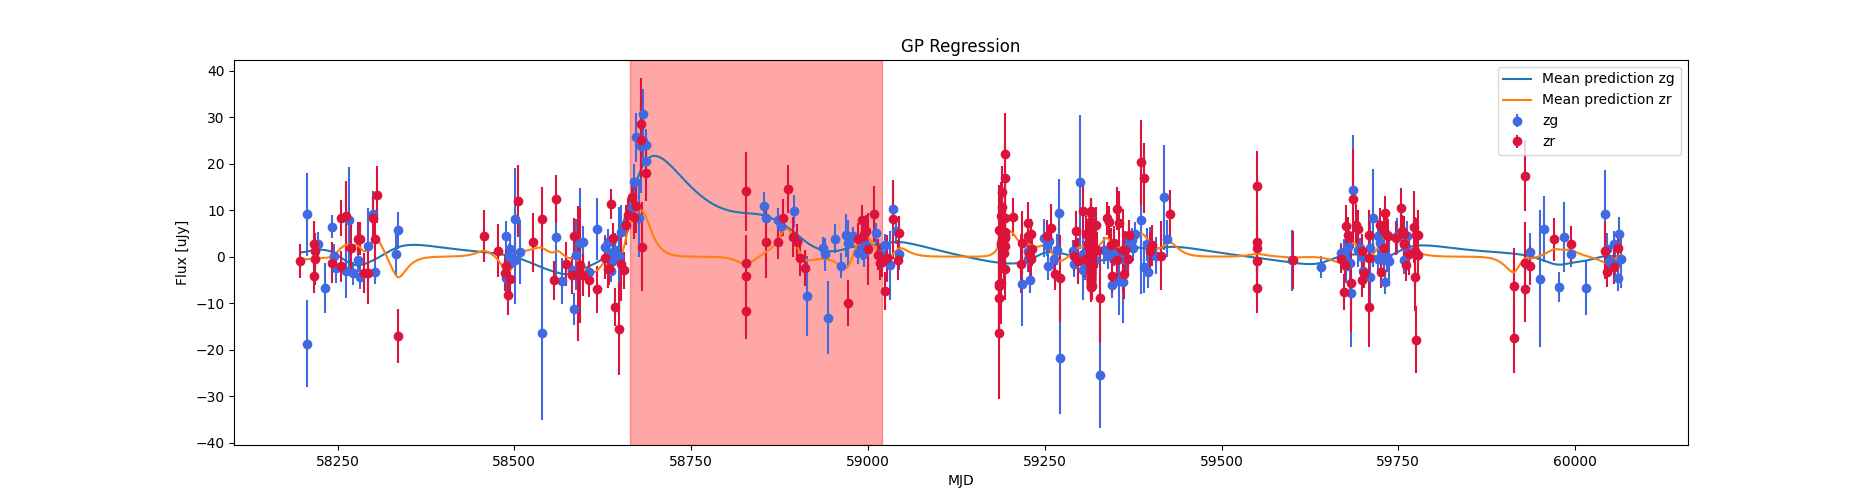 GP Regression
Mean prediction zg
Mean prediction zr
zg
zr
Flux [uJy]
40
30
20
10
0
−10
−20
−30
−40
58250
58500
58750
59000
59250
59500
59750
60000
MJD